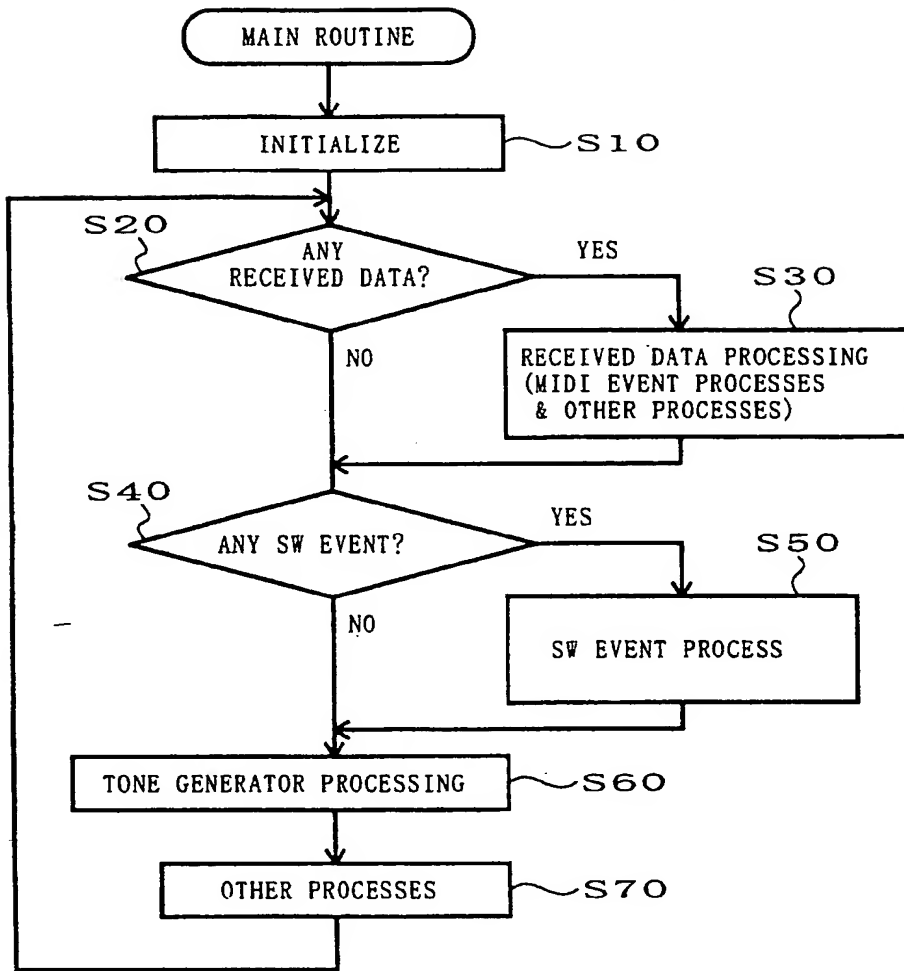 MAIN ROUTINE
INITIALIZE
S10
S20
ANY
RECEIVED DATA?
YES
S30
NO
RECEIVED DATA PROCESSING
(MIDI EVENT PROCESSES
& OTHER PROCESSES)
S40
ANY SW EVENT?
YES
S50
NO
SW EVENT PROCESS
TONE GENERATOR PROCESSING
S60
OTHER PROCESSES
S70